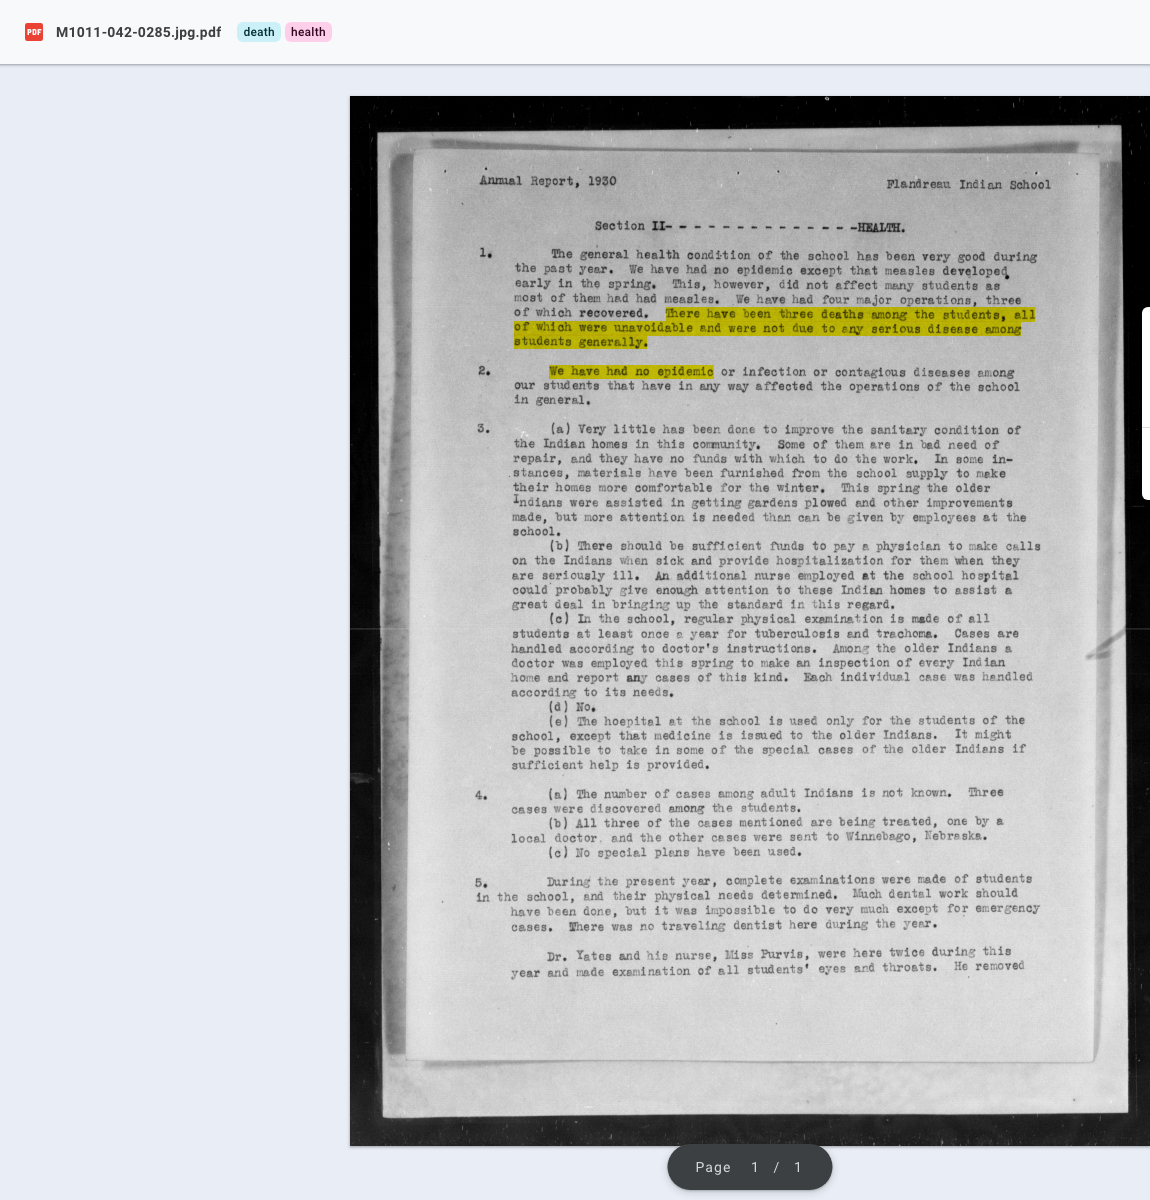 PDF M1011-042-0285.jpg.pdf death health
Annual Report, 1930 Flandreau Indian School
Section II- - - - - - - - - - - - - -HEALTH.
1. The general health condition of the school has been very good during
the past year. We have had no epidemic except that measles developed
early in the spring. This, however, did not affect many students as
most of them had had measles. We have had four major operations, three
of which recovered. There have been three deaths among the students, all
of which were unavoidable and were not due to any serious disease among
students generally.
2. We have had no epidemic or infection or contagious diseases among
our students that have in any way affected the operations of the school
in general.
3. (a) Very little has been done to improve the sanitary condition of
the Indian homes in this community. Some of them are in bad need of
repair, and they have no funds with which to do the work. In some in-
stances, materials have been furnished from the school supply to make
their homes more comfortable for the winter. This spring the older
Indians were assisted in getting gardens plowed and other improvements
made, but more attention is needed than can be given by employees at the
school.
(b) There should be sufficient funds to pay a physician to make calls
on the Indians when sick and provide hospitalization for them when they
are seriously ill. An additional nurse employed at the school hospital
could probably give enough attention to these Indian homes to assist a
great deal in bringing up the standard in this regard.
(c) In the school, regular physical examination is made of all
students at least once a year for tuberculosis and trachoma. Cases are
handled according to doctor's instructions. Among the older Indians a
doctor was employed this spring to make an inspection of every Indian
home and report any cases of this kind. Each individual case was handled
according to its needs.
(d) No.
(e) The hoepital at the school is used only for the students of the
school, except that medicine is issued to the older Indians. It might
be possible to take in some of the special cases of the older Indians if
sufficient help is provided.
4. (a) The number of cases among adult Indians is not known. Three
cases were discovered among the students.
(b) All three of the cases mentioned are being treated, one by a
local doctor, and the other cases were sent to Winnebago, Nebraska.
(c) No special plans have been used.
5. During the present year, complete examinations were made of students
in the school, and their physical needs determined. Much dental work should
have been done, but it was impossible to do very much except for emergency
cases. There was no traveling dentist here during the year.
Dr. Yates and his nurse, Miss Purvis, were here twice during this
year and made examination of all students' eyes and throats. He removed
Page 1 / 1